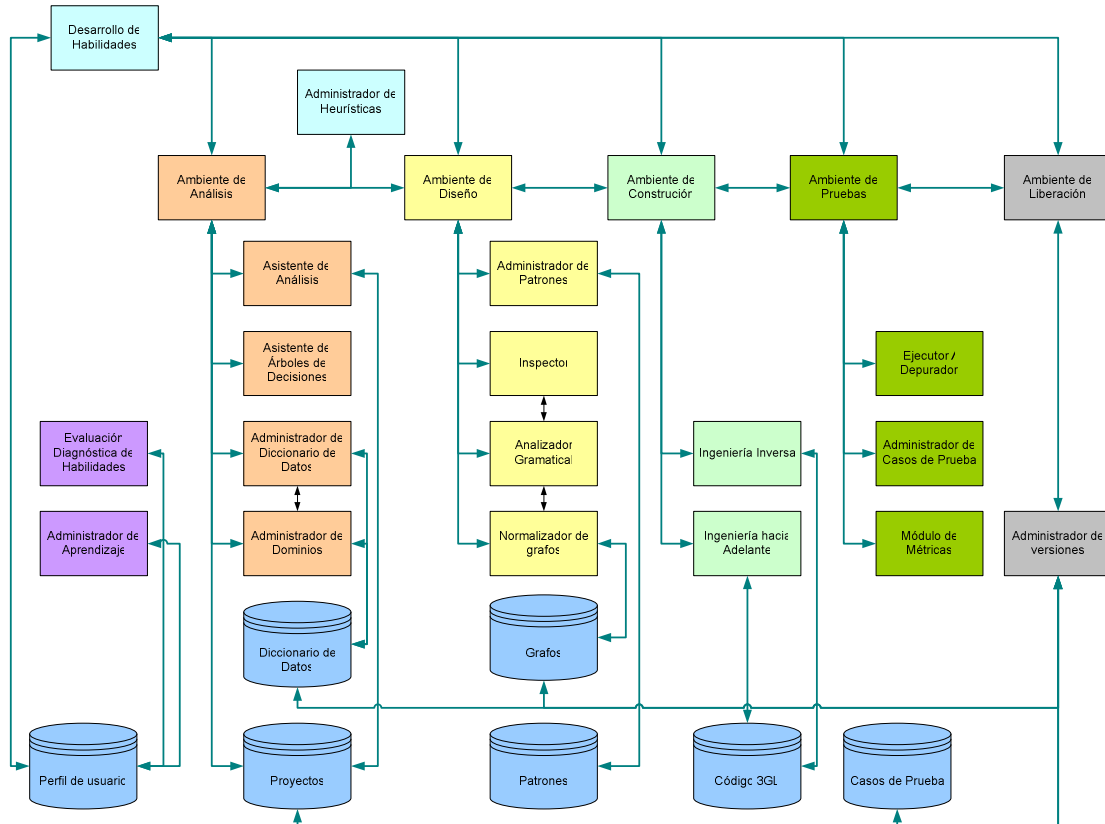 Desarrollo de
Habilidades
Administrador de
Heurísticas
Ambiente de
Análisis
Ambiente de
Diseño
Ambiente de
Construción
Ambiente de
Pruebas
Ambiente de
Liberación
Asistente de
Análisis
Administrador de
Patrones
Asistente de
Árboles de
Decisiones
Inspector
Ejecutor /
Depurador
Evaluación
Diagnóstica de
Habilidades
Administrador de
Diccionario de
Datos
Analizador
Gramatical
Ingeniería Inversa
Administrador de
Casos de Prueba
Administrador de
Aprendizaje
Administrador de
Dominios
Normalizador de
grafos
Ingeniería hacia
Adelante
Módulo de
Métricas
Administrador de
versiones
Diccionario de
Datos
Grafos
Perfil de usuario
Proyectos
Patrones
Código 3GL
Casos de Prueba